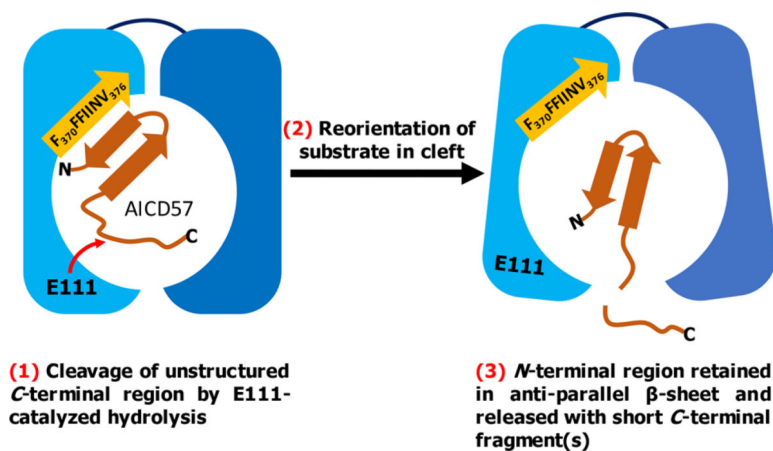 F₃₇₀FFIINV₃₇₆
N
AICD57
C
E111
(2) Reorientation of
substrate in cleft
F₃₇₀FFIINV₃₇₆
N
E111
C
(1) Cleavage of unstructured
C-terminal region by E111-
catalyzed hydrolysis
(3) N-terminal region retained
in anti-parallel β-sheet and
released with short C-terminal
fragment(s)